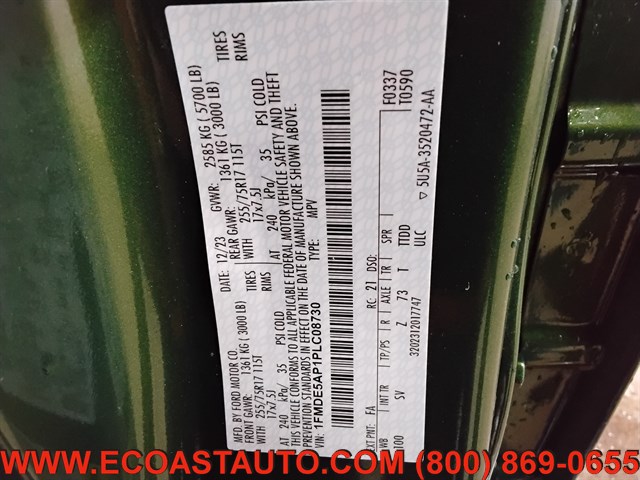 MFD. BY FORD MOTOR CO.
DATE: 12/23 GVWR: 2585 KG ( 5700 LB)
FRONT GAWR: 1361 KG ( 3000 LB) REAR GAWR: 1361 KG ( 3000 LB)
WITH 255/75R17 115T TIRES WITH 255/75R17 115T TIRES
17x7.5J RIMS 17x7.5J RIMS
AT 240 kPa/ 35 PSI COLD AT 240 kPa/ 35 PSI COLD
THIS VEHICLE CONFORMS TO ALL APPLICABLE FEDERAL MOTOR VEHICLE SAFETY AND THEFT
PREVENTION STANDARDS IN EFFECT ON THE DATE OF MANUFACTURE SHOWN ABOVE.
VIN: 1FMDE5AP1PLC08730 TYPE: MPV
F0337
T0590
EXT PNT: FA RC: 21 DSO:
WB TP/PS R AXLE TR SPR
100 SV Z 73 T TTDD
3202312017747 ULC
▽ 5U5A-3520472-AA
WWW.ECOASTAUTO.COM (800) 869-0655